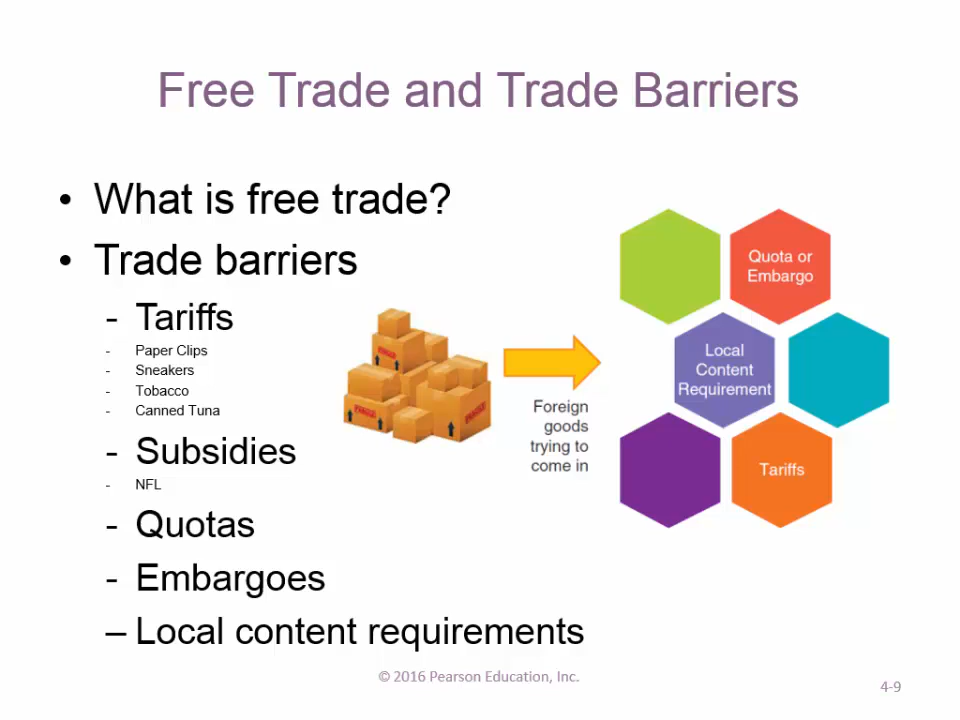 Free Trade and Trade Barriers
• What is free trade?
• Trade barriers
- Tariffs
- Paper Clips
- Sneakers
- Tobacco
- Canned Tuna
- Subsidies
- NFL
- Quotas
- Embargoes
– Local content requirements
Foreign
goods
trying to
come in
Quota or
Embargo
Local
Content
Requirement
Tariffs
© 2016 Pearson Education, Inc.
4-9